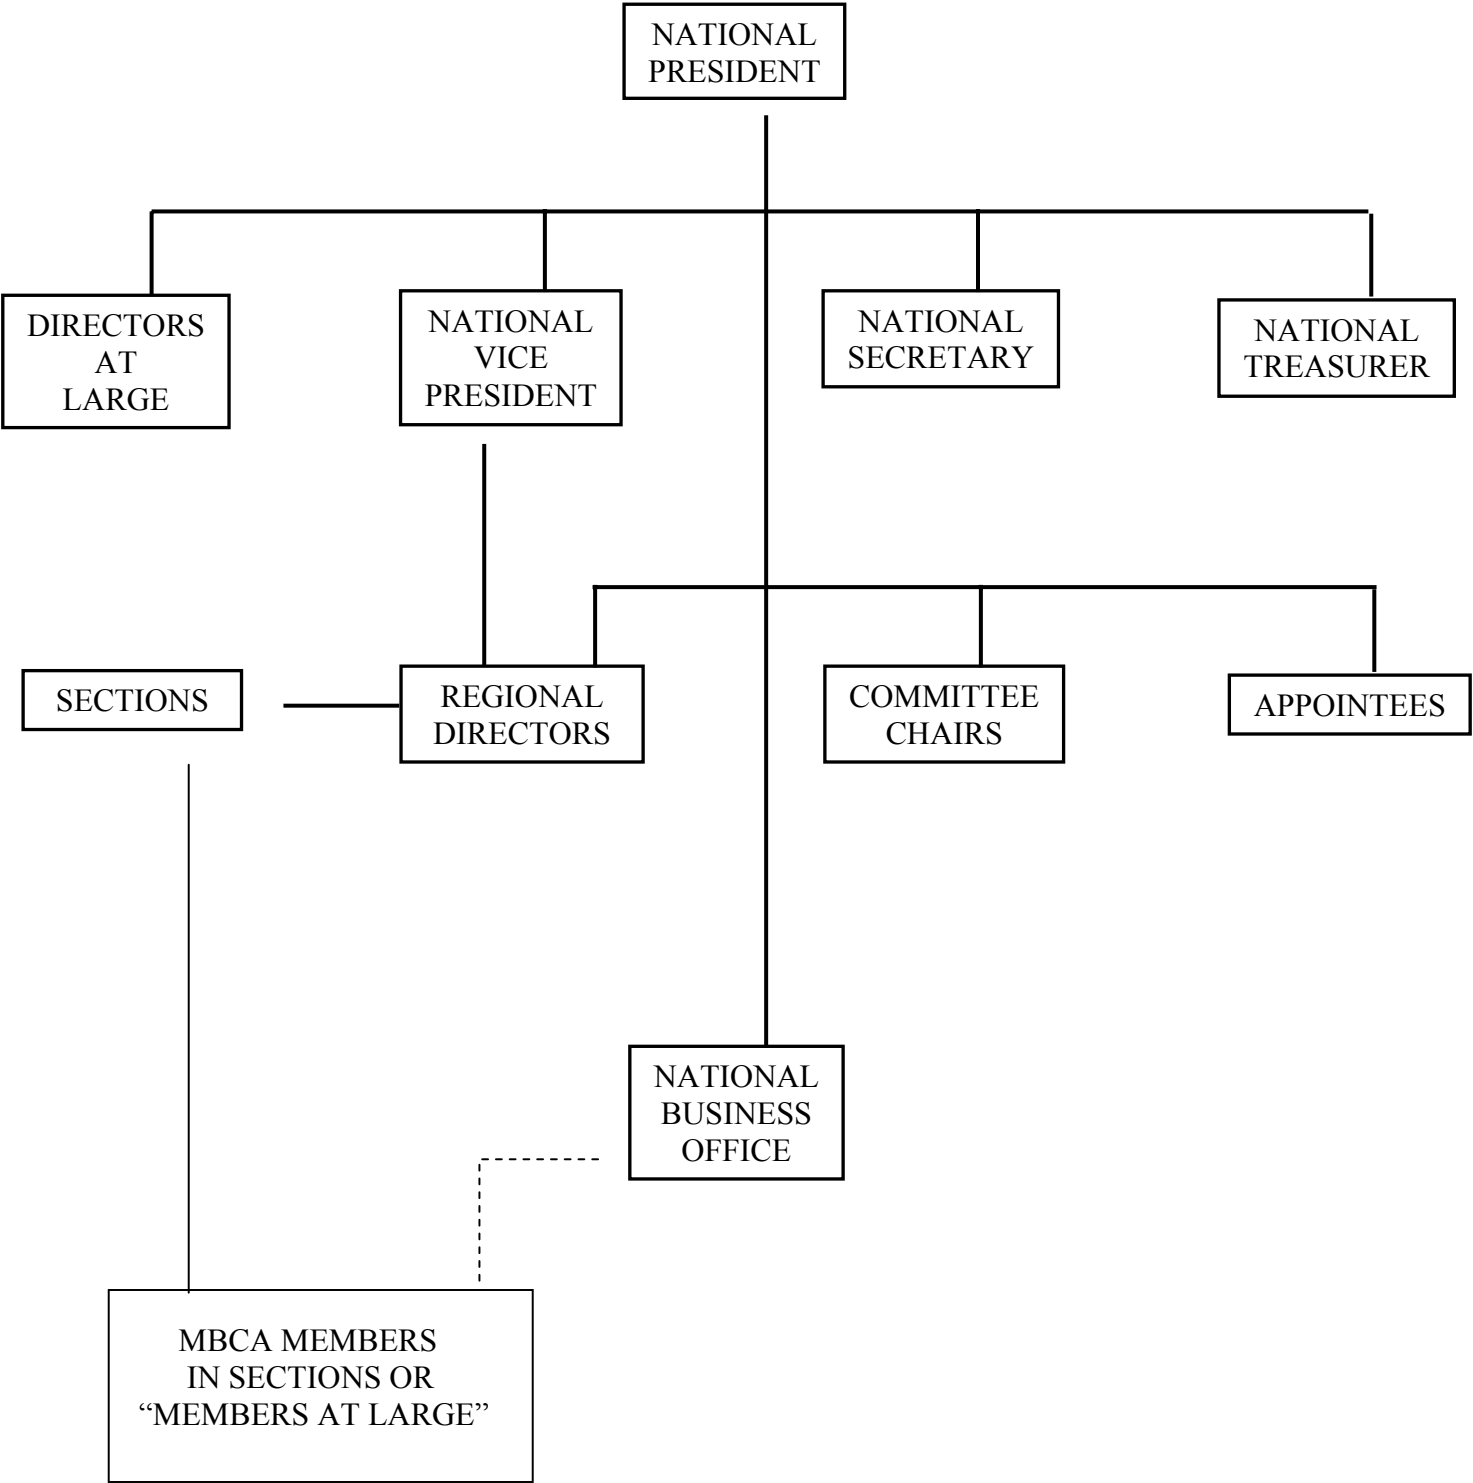 NATIONAL
PRESIDENT
DIRECTORS
AT
LARGE
NATIONAL
VICE
PRESIDENT
NATIONAL
SECRETARY
NATIONAL
TREASURER
SECTIONS
REGIONAL
DIRECTORS
COMMITTEE
CHAIRS
APPOINTEES
NATIONAL
BUSINESS
OFFICE
MBCA MEMBERS
IN SECTIONS OR
“MEMBERS AT LARGE”